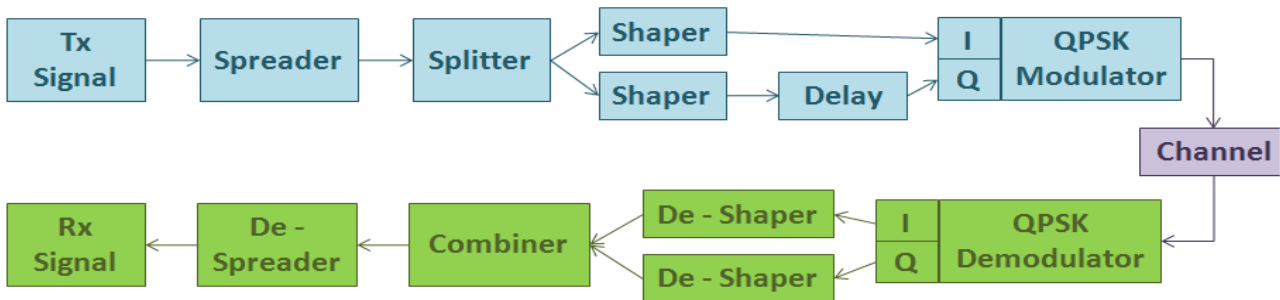 Tx
Signal
Spreader
Splitter
Shaper
Shaper
Delay
I
Q
QPSK
Modulator
Channel
Rx
Signal
De -
Spreader
Combiner
De - Shaper
De - Shaper
I
Q
QPSK
Demodulator